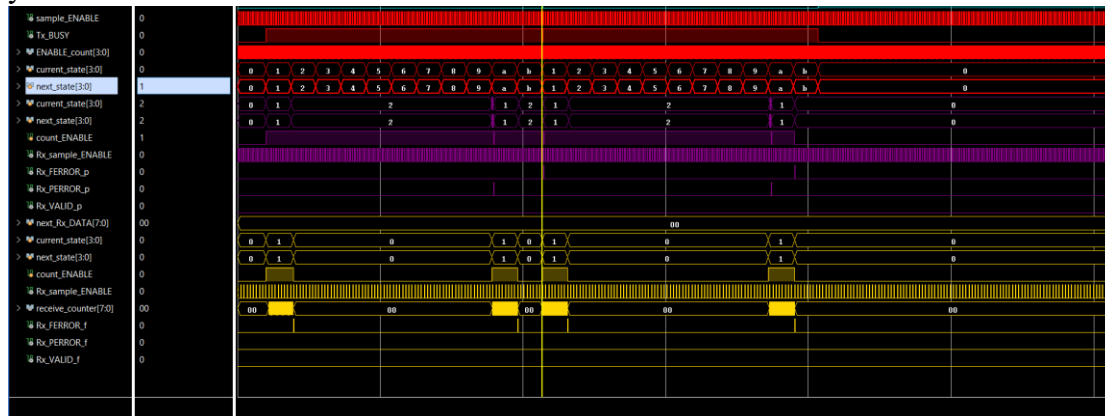 sample_ENABLE 0
Tx_BUSY 0
ENABLE_count[3:0] 0
current_state[3:0] 0 0 1 2 3 4 5 6 7 8 9 a b 1 2 3 4 5 6 7 8 9 a b 0
next_state[3:0] 1 0 1 2 3 4 5 6 7 8 9 a b 1 2 3 4 5 6 7 8 9 a b 0
current_state[3:0] 2 0 1 2 1 2 1 2 1 0
next_state[3:0] 2 0 1 2 1 2 1 2 1 0
count_ENABLE 1
Rx_sample_ENABLE 0
Rx_FERROR_p 0
Rx_PERROR_p 0
Rx_VALID_p 0
next_Rx_DATA[7:0] 00 00
current_state[3:0] 0 0 1 0 1 0 1 0 1 0
next_state[3:0] 0 0 1 0 1 0 1 0 1 0
count_ENABLE 0
Rx_sample_ENABLE 0
receive_counter[7:0] 00 00 00 00 00 00
Rx_FERROR_f 0
Rx_PERROR_f 0
Rx_VALID_f 0